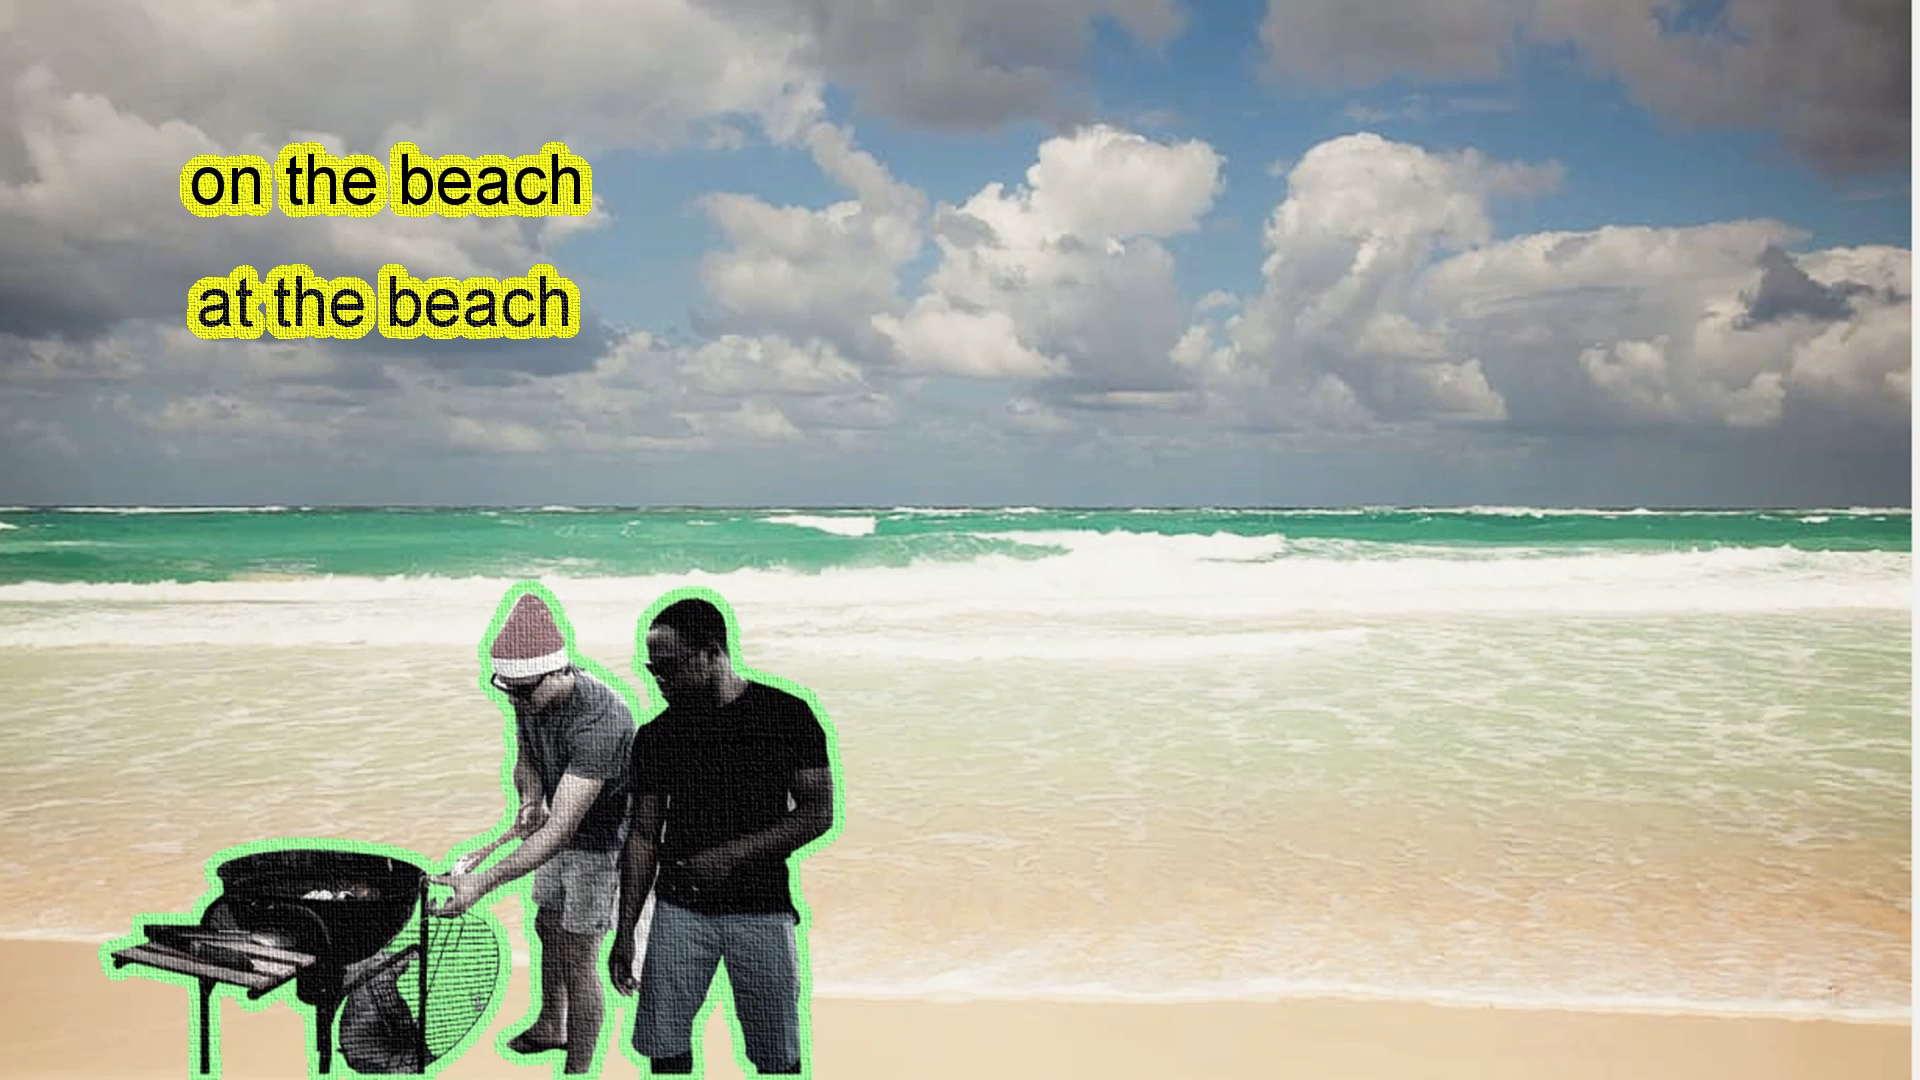 on the beach
at the beach